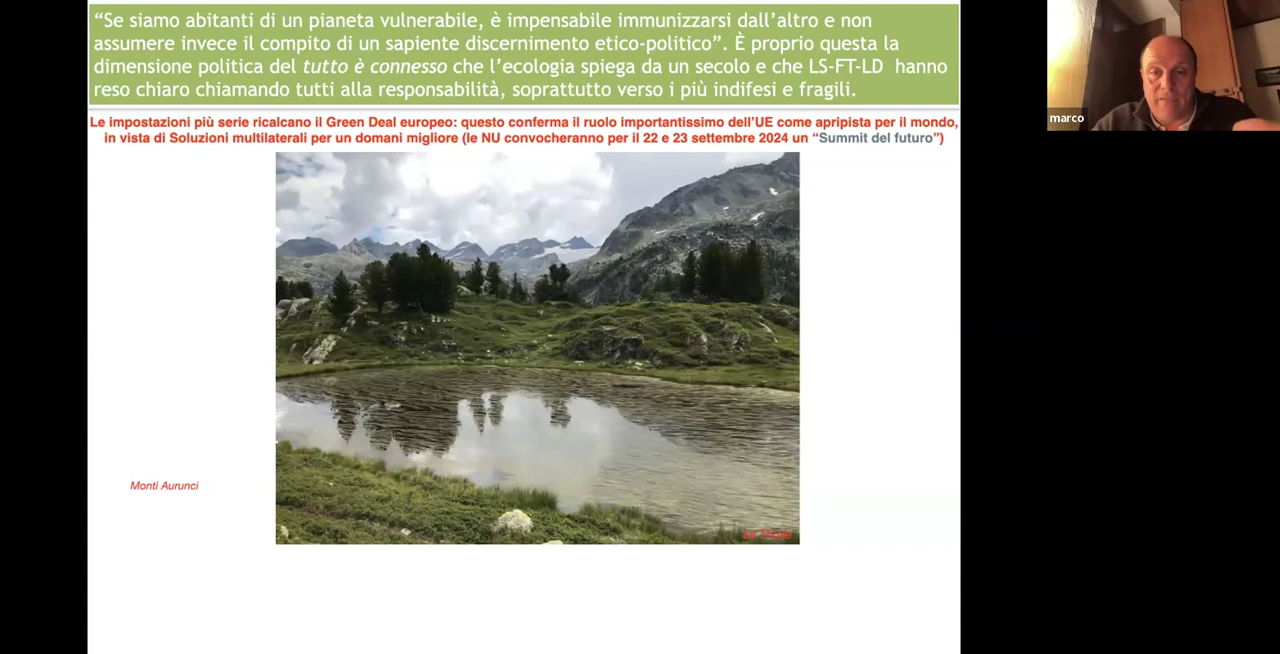 “Se siamo abitanti di un pianeta vulnerabile, è impensabile immunizzarsi dall’altro e non
assumere invece il compito di un sapiente discernimento etico-politico”. È proprio questa la
dimensione politica del tutto è connesso che l’ecologia spiega da un secolo e che LS-FT-LD hanno
reso chiaro chiamando tutti alla responsabilità, soprattutto verso i più indifesi e fragili.
Le impostazioni più serie ricalcano il Green Deal europeo: questo conferma il ruolo importantissimo dell’UE come apripista per il mondo,
in vista di Soluzioni multilaterali per un domani migliore (le NU convocheranno per il 22 e 23 settembre 2024 un “Summit del futuro”)
marco
Monti Aurunci